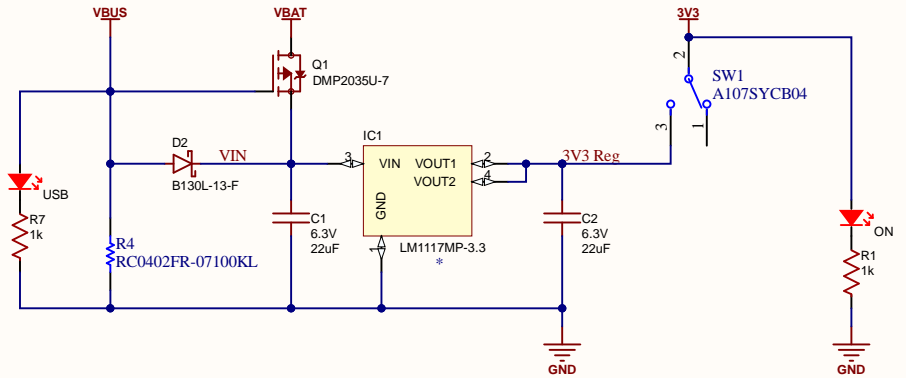 VBUS
VBAT
3V3
Q1
DMP2035U-7
2
SW1
A107SYCB04
3
1
D2
VIN
B130L-13-F
IC1
3
VIN
VOUT1
2
VOUT2
4
GND
1
3V3 Reg
LM1117MP-3.3
*
USB
R7
1k
R4
RC0402FR-07100KL
C1
6.3V
22uF
C2
6.3V
22uF
ON
R1
1k
GND
GND